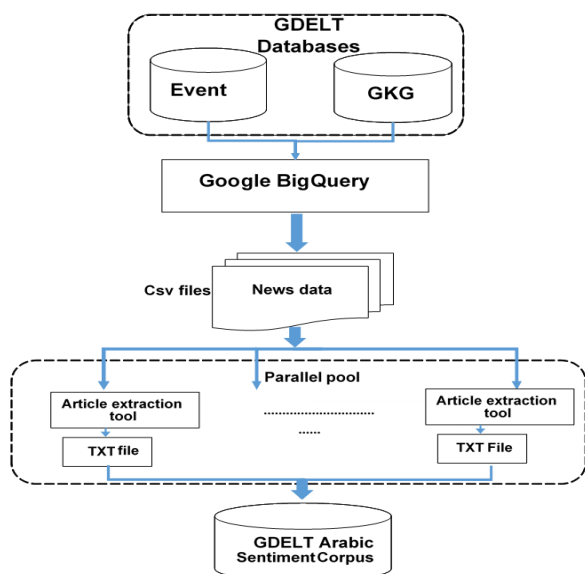 GDELT
Databases
Event
GKG
Google BigQuery
Csv files
News data
Parallel pool
Article extraction
tool
..............................
......
Article extraction
tool
TXT file
TXT File
GDELT Arabic
Sentiment Corpus